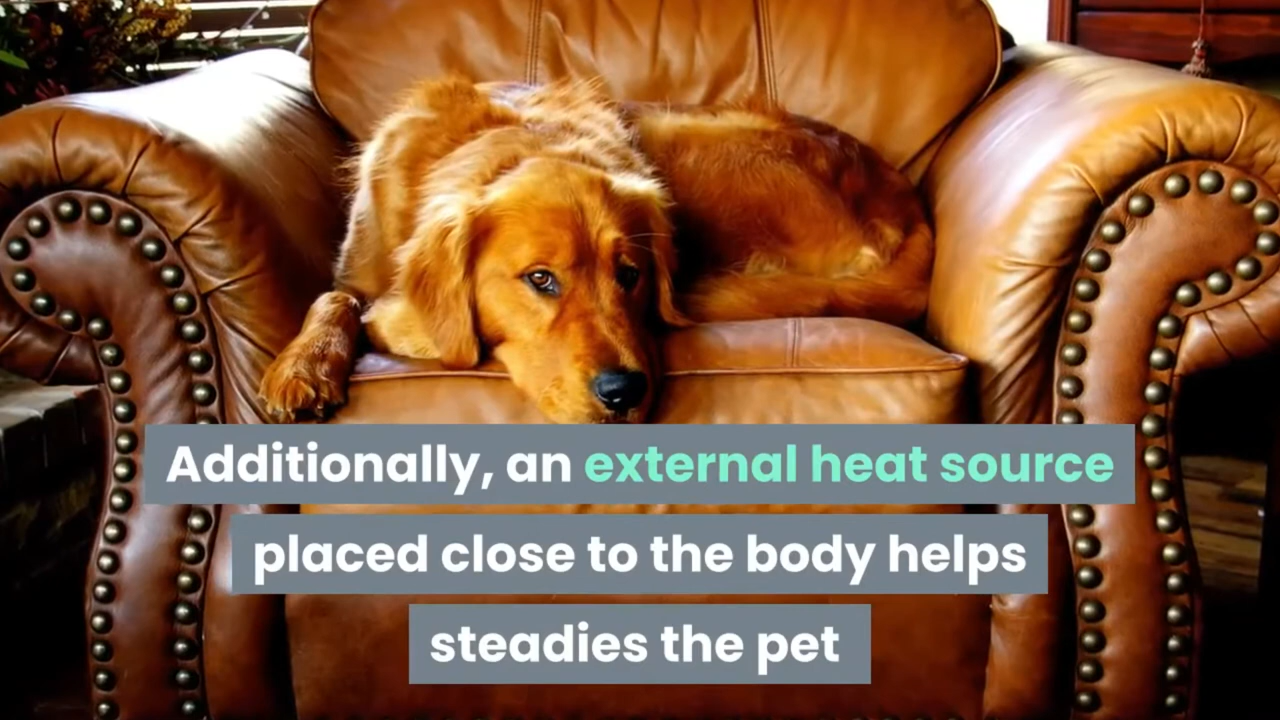 Additionally, an external heat source
placed close to the body helps
steadies the pet